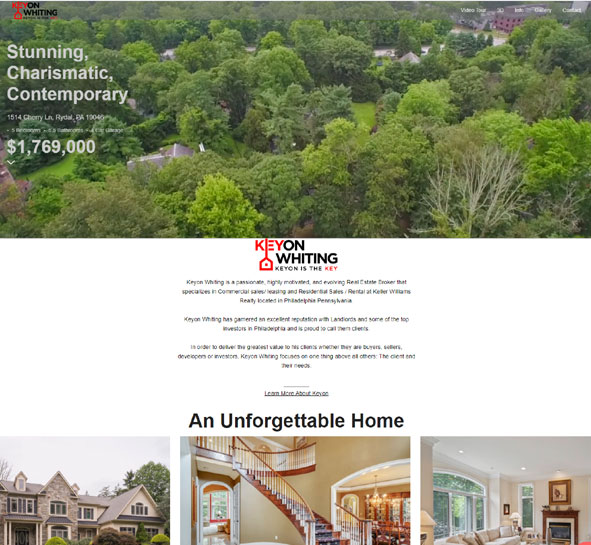 KEYON
WHITING
KEYON IS THE KEY
Video Tour 3D Info Gallery Contact
Stunning,
Charismatic,
Contemporary
1514 Cherry Ln, Rydal, PA 19046
5 Bedrooms • 4.5 Bathrooms • 4 Car Garage
$1,769,000
KEYON
WHITING
KEYON IS THE KEY
Keyon Whiting is a passionate, highly motivated, and evolving Real Estate Broker that
specializes in Commercial sales/ leasing and Residential Sales / Rental at Keller Williams
Realty located in Philadelphia Pennsylvania.
Keyon Whiting has garnered an excellent reputation with Landlords and some of the top
investors in Philadelphia and is proud to call them clients.
In order to deliver the greatest value to his clients whether they are buyers, sellers,
developers or investors, Keyon Whiting focuses on one thing above all others: The client and
their needs.
Learn More About Keyon
An Unforgettable Home